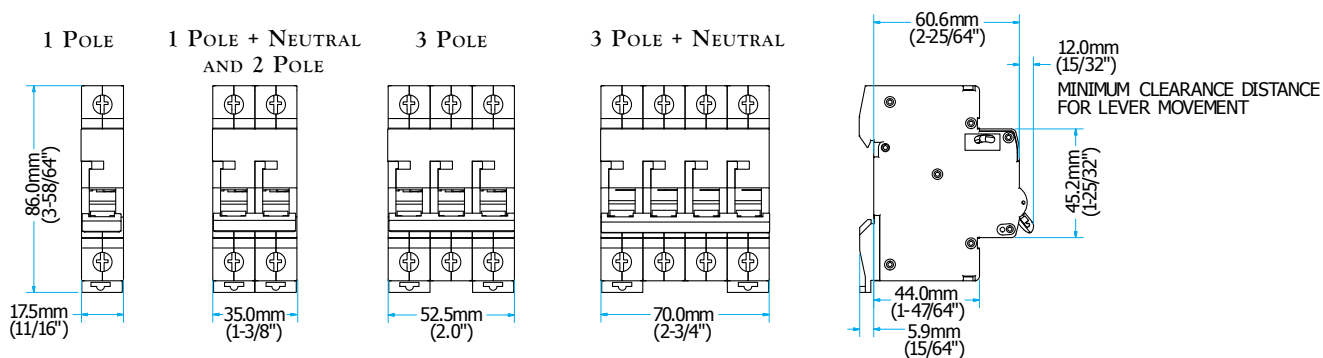 1 Pole
1 Pole + Neutral
and 2 Pole
3 Pole
3 Pole + Neutral
60.6mm
(2-25/64")
12.0mm
(15/32")
MINIMUM CLEARANCE DISTANCE
FOR LEVER MOVEMENT
86.0mm
(3-58/64")
45.2mm
(1-25/32")
17.5mm
(11/16")
35.0mm
(1-3/8")
52.5mm
(2.0")
70.0mm
(2-3/4")
44.0mm
(1-47/64")
5.9mm
(15/64")